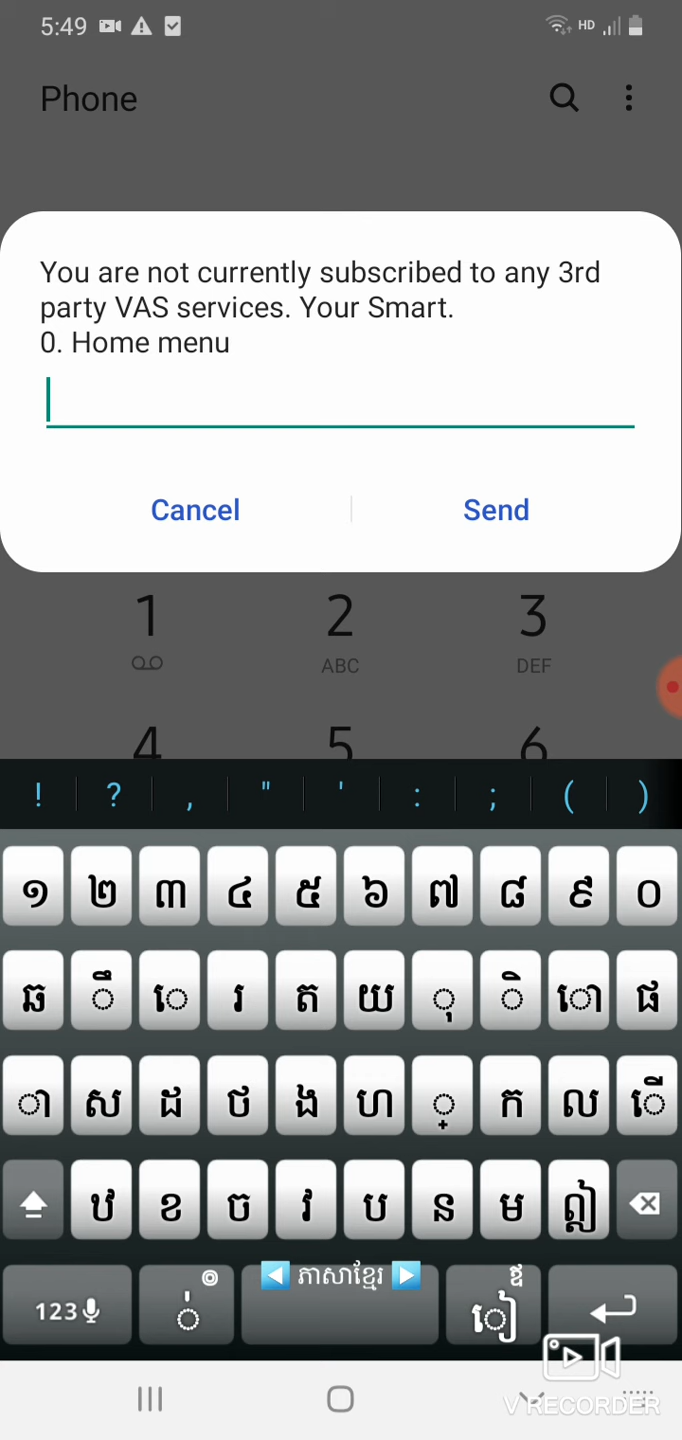 5:49 HD
Phone
You are not currently subscribed to any 3rd
party VAS services. Your Smart.
0. Home menu
Cancel Send
1 2 3
ABC DEF
4 5 6
! ? , " ' : ; ( )
១ ២ ៣ ៤ ៥ ៦ ៧ ៨ ៩ ០
ឆ ឹ េ រ ត យ ុ ិ ោ ផ
ា ស ដ ថ ង ហ ្ ក ល ើ
ឋ ខ ច វ ប ន ម ឦ
123 ៙ ់ ភាសាខ្មែរ ឪ ៀ
V RECORDER